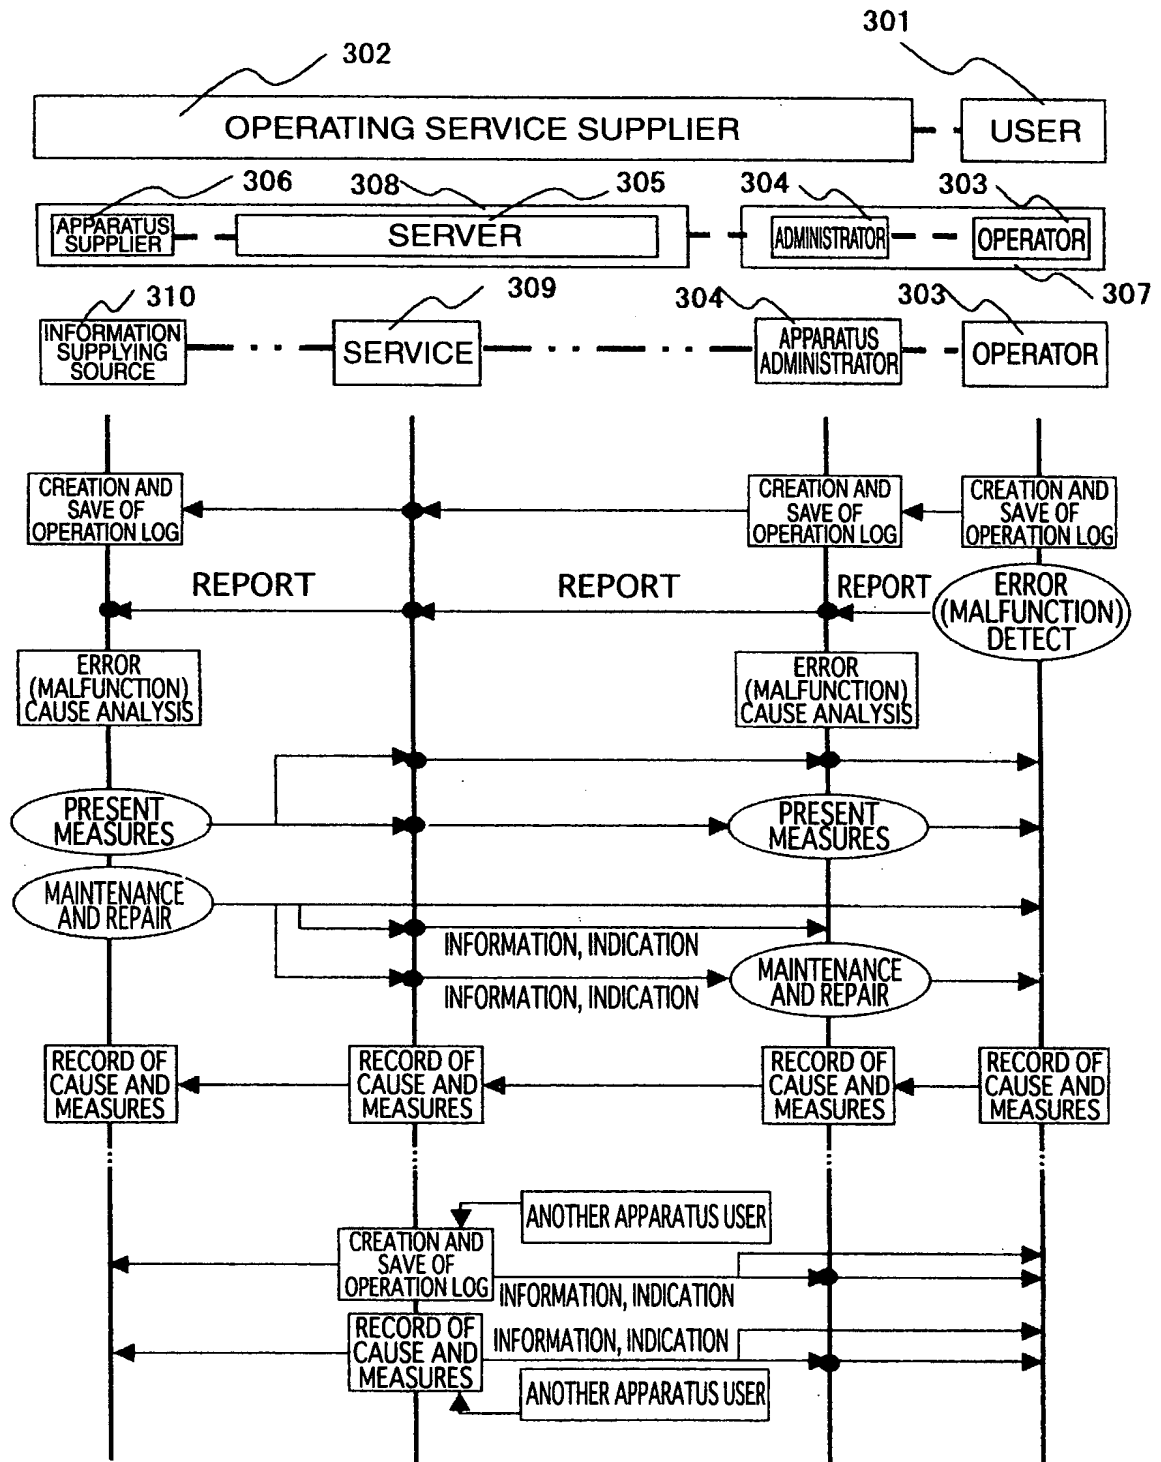 302
301
OPERATING SERVICE SUPPLIER
USER
306
308
305
304
303
APPARATUS
SUPPLIER
SERVER
ADMINISTRATOR
OPERATOR
307
310
309
304
303
INFORMATION
SUPPLYING
SOURCE
SERVICE
APPARATUS
ADMINISTRATOR
OPERATOR
CREATION AND
SAVE OF
OPERATION LOG
CREATION AND
SAVE OF
OPERATION LOG
CREATION AND
SAVE OF
OPERATION LOG
REPORT
REPORT
REPORT
ERROR
(MALFUNCTION)
DETECT
ERROR
(MALFUNCTION)
CAUSE ANALYSIS
ERROR
(MALFUNCTION)
CAUSE ANALYSIS
PRESENT
MEASURES
PRESENT
MEASURES
MAINTENANCE
AND REPAIR
INFORMATION, INDICATION
MAINTENANCE
AND REPAIR
INFORMATION, INDICATION
RECORD OF
CAUSE AND
MEASURES
RECORD OF
CAUSE AND
MEASURES
RECORD OF
CAUSE AND
MEASURES
RECORD OF
CAUSE AND
MEASURES
ANOTHER APPARATUS USER
CREATION AND
SAVE OF
OPERATION LOG
INFORMATION, INDICATION
RECORD OF
CAUSE AND
MEASURES
INFORMATION, INDICATION
ANOTHER APPARATUS USER